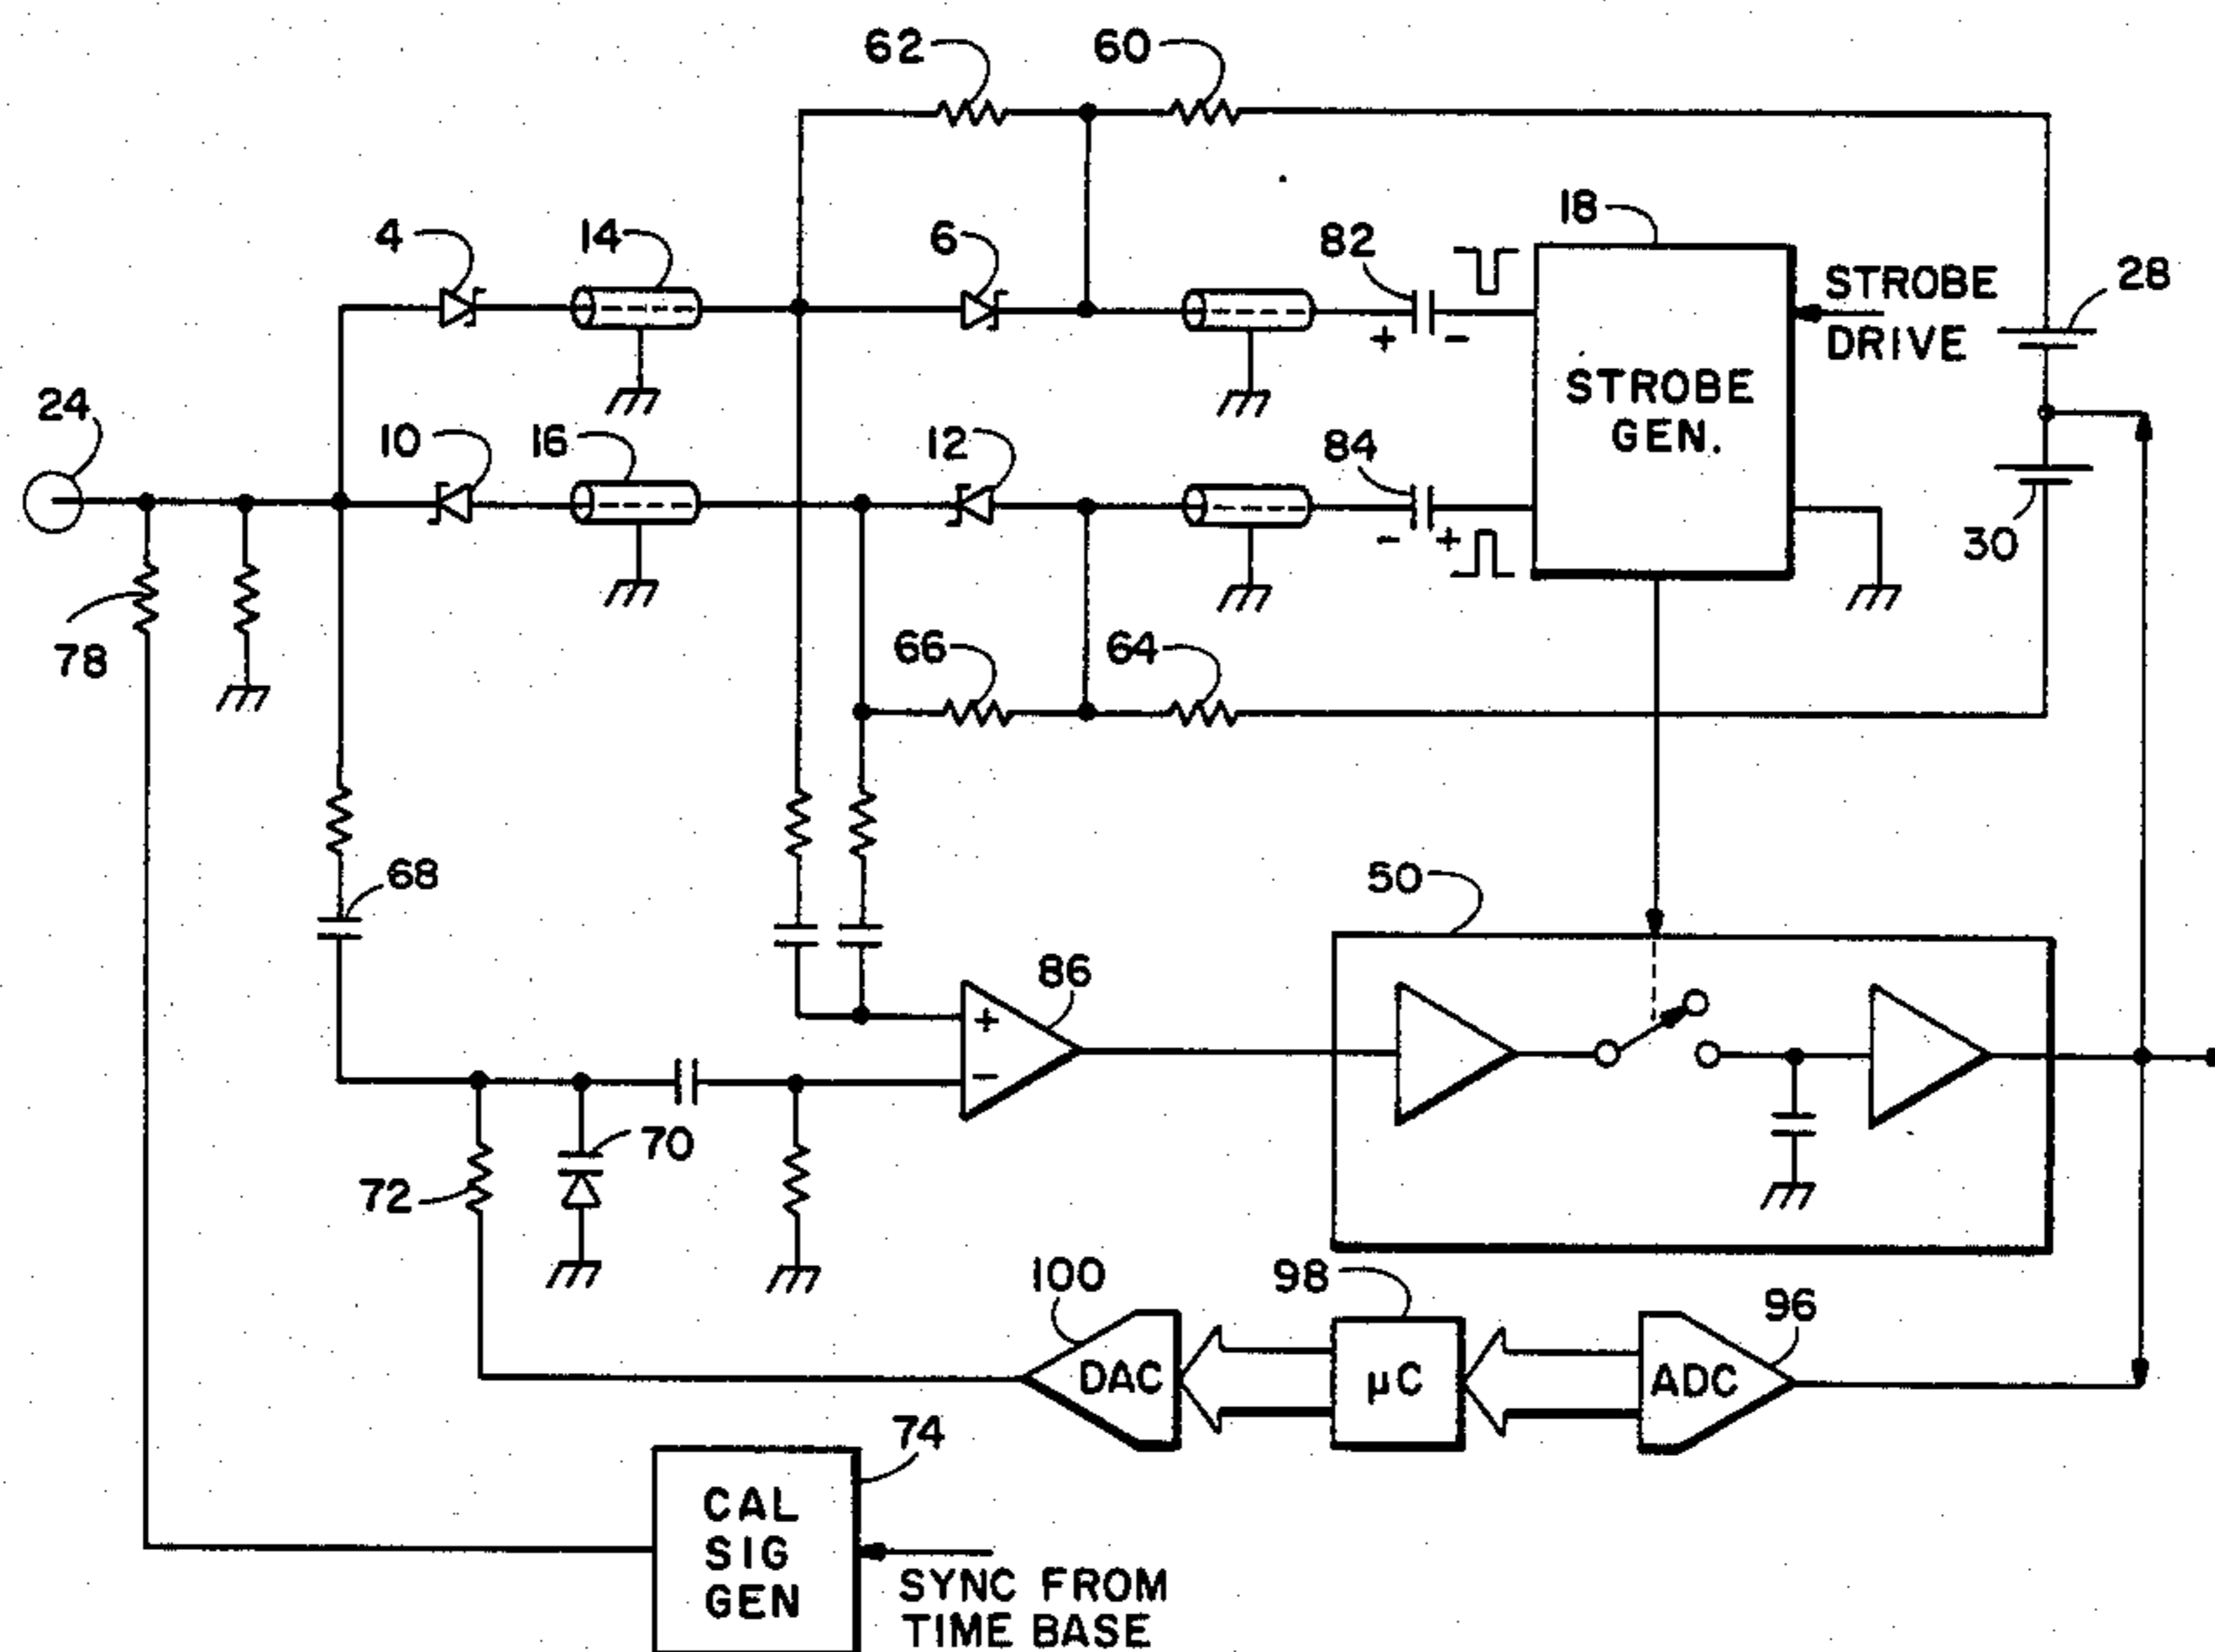 62 60
4 14 6 82 18 28
+ -
STROBE
DRIVE
STROBE
GEN.
24 10 16 12 84 30
- +
78 66 64
68 50
86
+
-
70
72
100 98 96
DAC µC ADC
74
CAL
SIG
GEN
SYNC FROM
TIME BASE